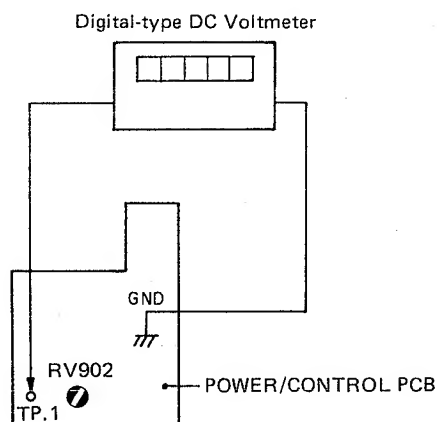 Digital-type DC Voltmeter
GND
RV902
7
POWER/CONTROL PCB
TP.1